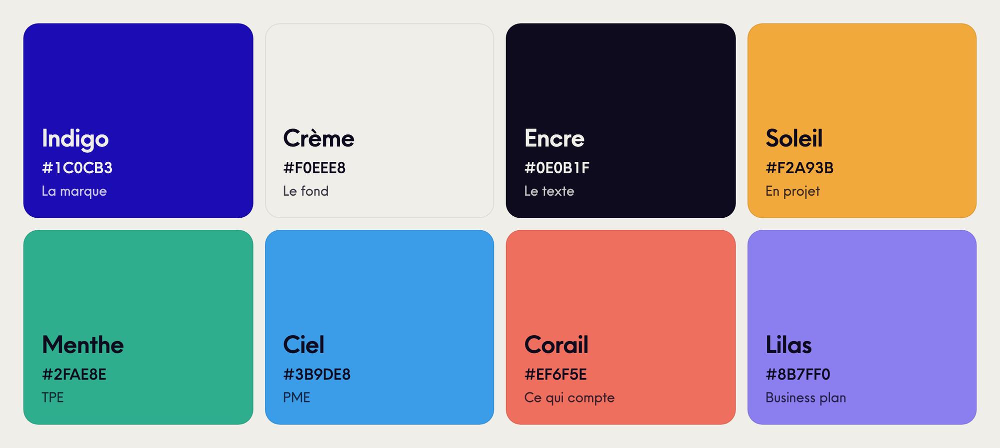 Indigo
#1C0CB3
La marque
Crème
#F0EEE8
Le fond
Encre
#0E0B1F
Le texte
Soleil
#F2A93B
En projet
Menthe
#2FAE8E
TPE
Ciel
#3B9DE8
PME
Corail
#EF6F5E
Ce qui compte
Lilas
#8B7FF0
Business plan